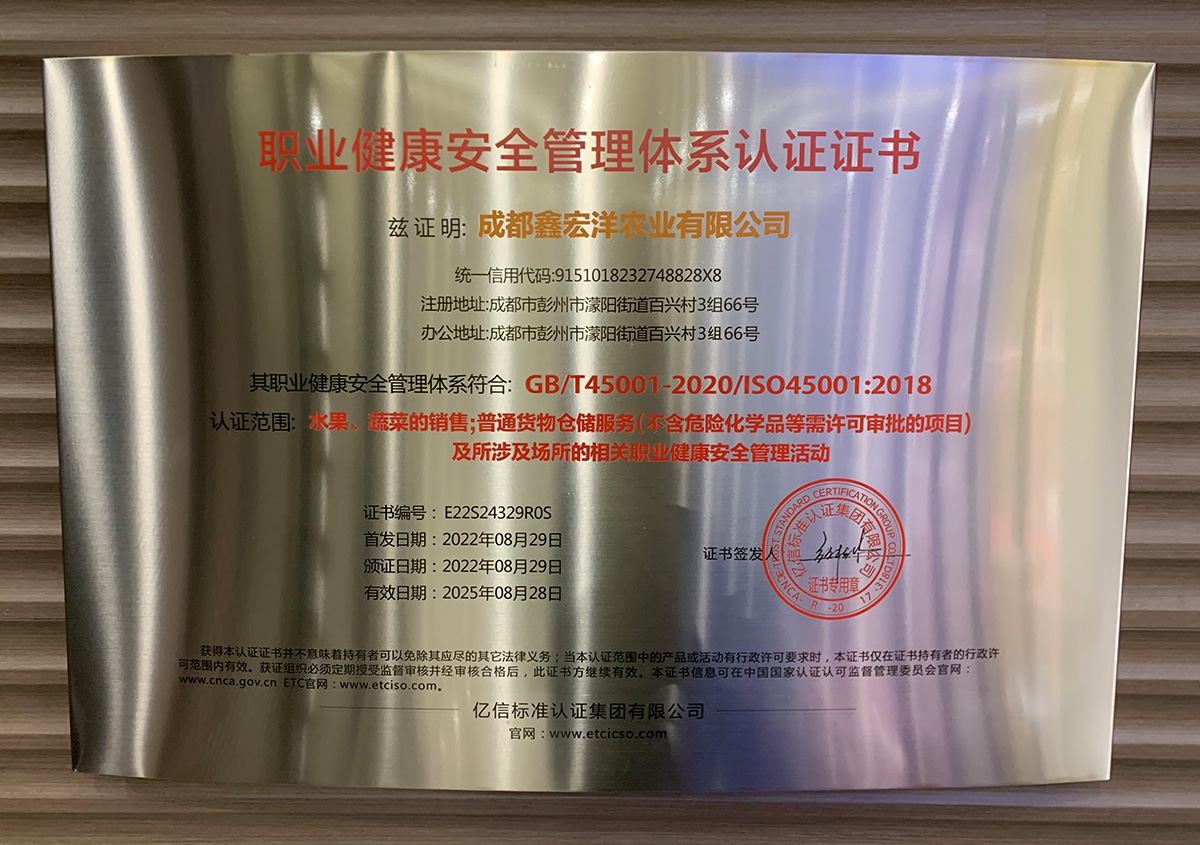 职业健康安全管理体系认证证书
兹证明: 成都鑫宏洋农业有限公司
统一信用代码:9151018232748828X8
注册地址:成都市彭州市濛阳街道百兴村3组66号
办公地址:成都市彭州市濛阳街道百兴村3组66号
其职业健康安全管理体系符合: GB/T45001-2020/ISO45001:2018
认证范围: 水果、蔬菜的销售;普通货物仓储服务(不含危险化学品等需许可审批的项目)
及所涉及场所的相关职业健康安全管理活动
证书编号：E22S24329R0S
首发日期：2022年08月29日
颁证日期：2022年08月29日
有效日期：2025年08月28日
证书签发人
E-TRUST STANDARD CERTIFICATION GROUP CO.,LTD
亿信标准认证集团有限公司
证书专用章
CNCA- R -20 17 -318
获得本认证证书并不意味着持有者可以免除其应尽的其它法律义务；当本认证范围中的产品或活动有行政许可要求时，本证书仅在证书持有者的行政许
可范围内有效。获证组织必须定期授受监督审核并经审核合格后，此证书方继续有效。本证书信息可在中国国家认证认可监督管理委员会官网：
www.cnca.gov.cn ETC官网：www.etciso.com。
亿信标准认证集团有限公司
官网：www.etcicso.com